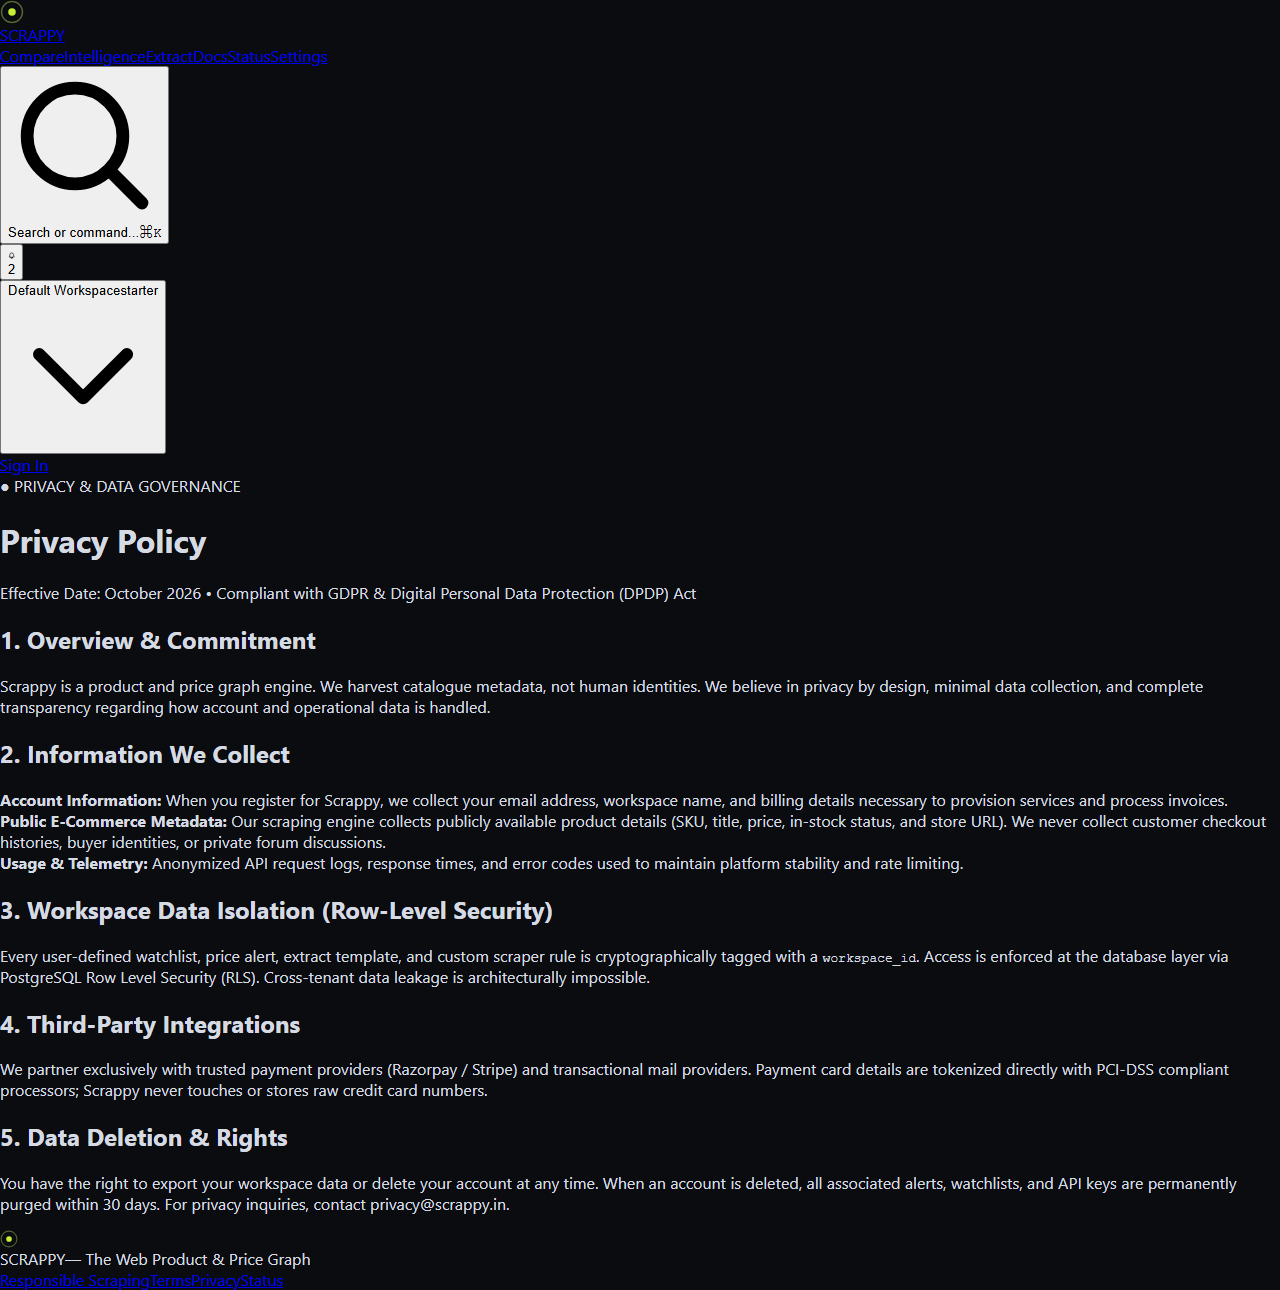 SCRAPPY
CompareIntelligenceExtractDocsStatusSettings
Search or command...⌘K
2
Default Workspacestarter
Sign In
● PRIVACY & DATA GOVERNANCE
Privacy Policy
Effective Date: October 2026 • Compliant with GDPR & Digital Personal Data Protection (DPDP) Act
1. Overview & Commitment
Scrappy is a product and price graph engine. We harvest catalogue metadata, not human identities. We believe in privacy by design, minimal data collection, and complete
transparency regarding how account and operational data is handled.
2. Information We Collect
Account Information: When you register for Scrappy, we collect your email address, workspace name, and billing details necessary to provision services and process invoices.
Public E-Commerce Metadata: Our scraping engine collects publicly available product details (SKU, title, price, in-stock status, and store URL). We never collect customer checkout
histories, buyer identities, or private forum discussions.
Usage & Telemetry: Anonymized API request logs, response times, and error codes used to maintain platform stability and rate limiting.
3. Workspace Data Isolation (Row-Level Security)
Every user-defined watchlist, price alert, extract template, and custom scraper rule is cryptographically tagged with a workspace_id. Access is enforced at the database layer via
PostgreSQL Row Level Security (RLS). Cross-tenant data leakage is architecturally impossible.
4. Third-Party Integrations
We partner exclusively with trusted payment providers (Razorpay / Stripe) and transactional mail providers. Payment card details are tokenized directly with PCI-DSS compliant
processors; Scrappy never touches or stores raw credit card numbers.
5. Data Deletion & Rights
You have the right to export your workspace data or delete your account at any time. When an account is deleted, all associated alerts, watchlists, and API keys are permanently
purged within 30 days. For privacy inquiries, contact privacy@scrappy.in.
SCRAPPY— The Web Product & Price Graph
Responsible ScrapingTermsPrivacyStatus